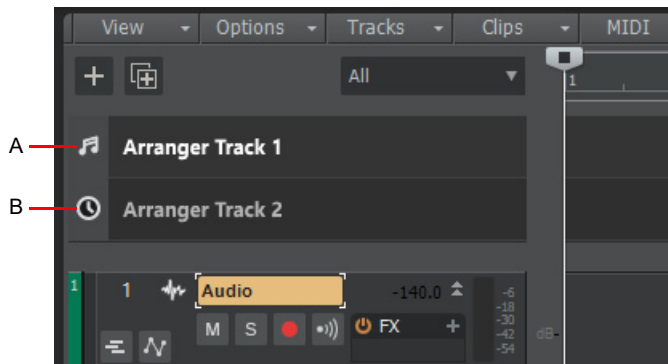 View Options Tracks Clips MIDI
All
1
A Arranger Track 1
B Arranger Track 2
1 1 Audio -140.0
M S FX +
-6
-18
-30
-42
-54
dB-